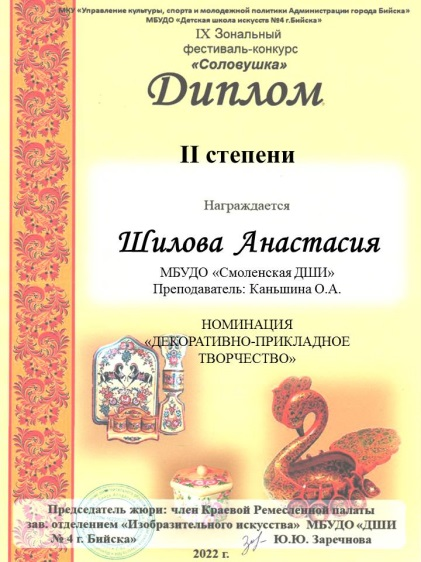 МКУ «Управление культуры, спорта и молодежной политики Администрации города Бийска»
МБУДО «Детская школа искусств №4 г.Бийска»
IX Зональный
фестиваль-конкурс
«Соловушка»
Диплом
II степени
Награждается
Шилова Анастасия
МБУДО «Смоленская ДШИ»
Преподаватель: Каньшина О.А.
НОМИНАЦИЯ
«ДЕКОРАТИВНО-ПРИКЛАДНОЕ
ТВОРЧЕСТВО»
Председатель жюри: член Краевой Ремесленной палаты
зав. отделением «Изобразительного искусства» МБУДО «ДШИ
№ 4 г. Бийска» Ю.Ю. Заречнова
2022 г.